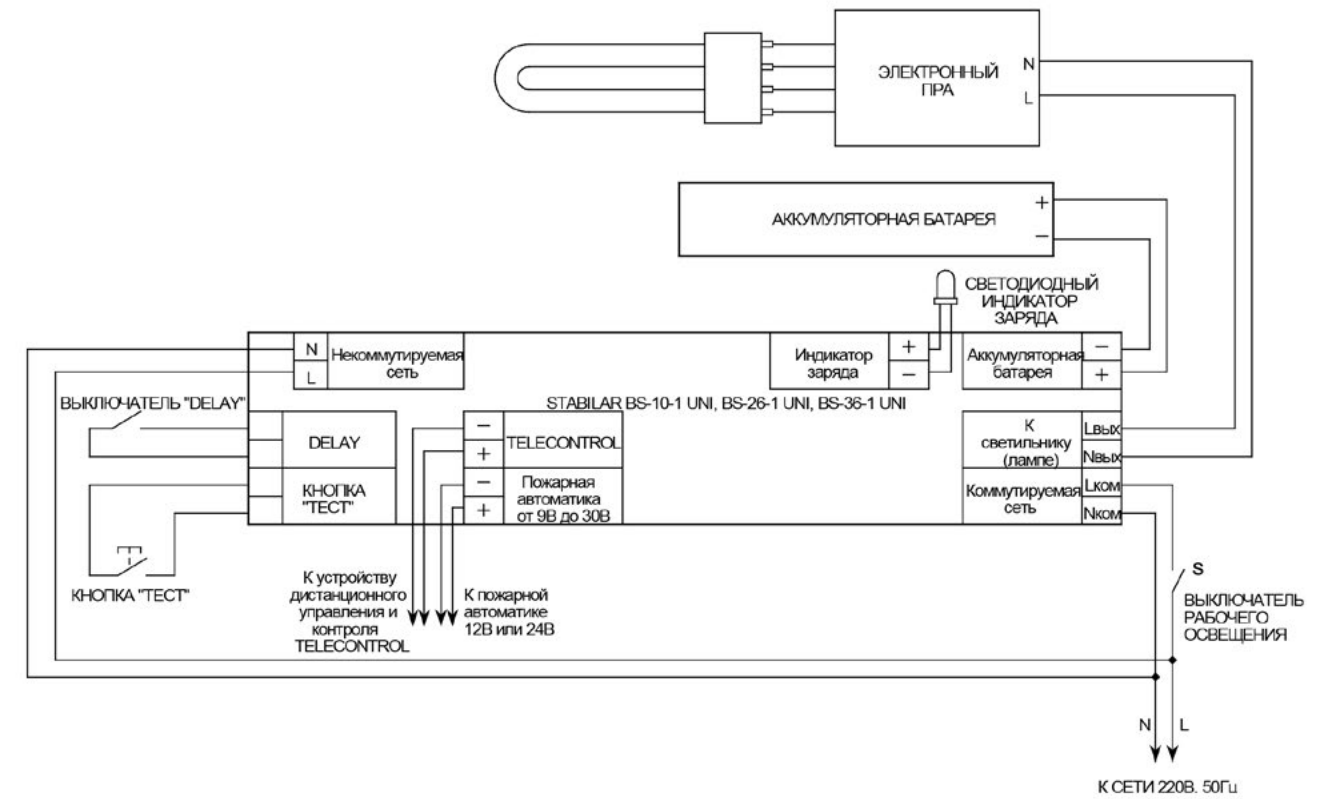 ЭЛЕКТРОННЫЙ
ПРА
N
L
АККУМУЛЯТОРНАЯ БАТАРЕЯ
+
−
СВЕТОДИОДНЫЙ
ИНДИКАТОР
ЗАРЯДА
N
L
Некоммутируемая
сеть
Индикатор
заряда
+
−
Аккумуляторная
батарея
−
+
ВЫКЛЮЧАТЕЛЬ "DELAY"
STABILAR BS-10-1 UNI, BS-26-1 UNI, BS-36-1 UNI
DELAY
−
+
TELECONTROL
К
светильнику
(лампе)
Lвых
Nвых
КНОПКА
"ТЕСТ"
−
+
Пожарная
автоматика
от 9В до 30В
Коммутируемая
сеть
Lком
Nком
КНОПКА "ТЕСТ"
К устройству
дистанционного
управления и
контроля
TELECONTROL
К пожарной
автоматике
12В или 24В
S
ВЫКЛЮЧАТЕЛЬ
РАБОЧЕГО
ОСВЕЩЕНИЯ
N
L
К СЕТИ 220В. 50Гц